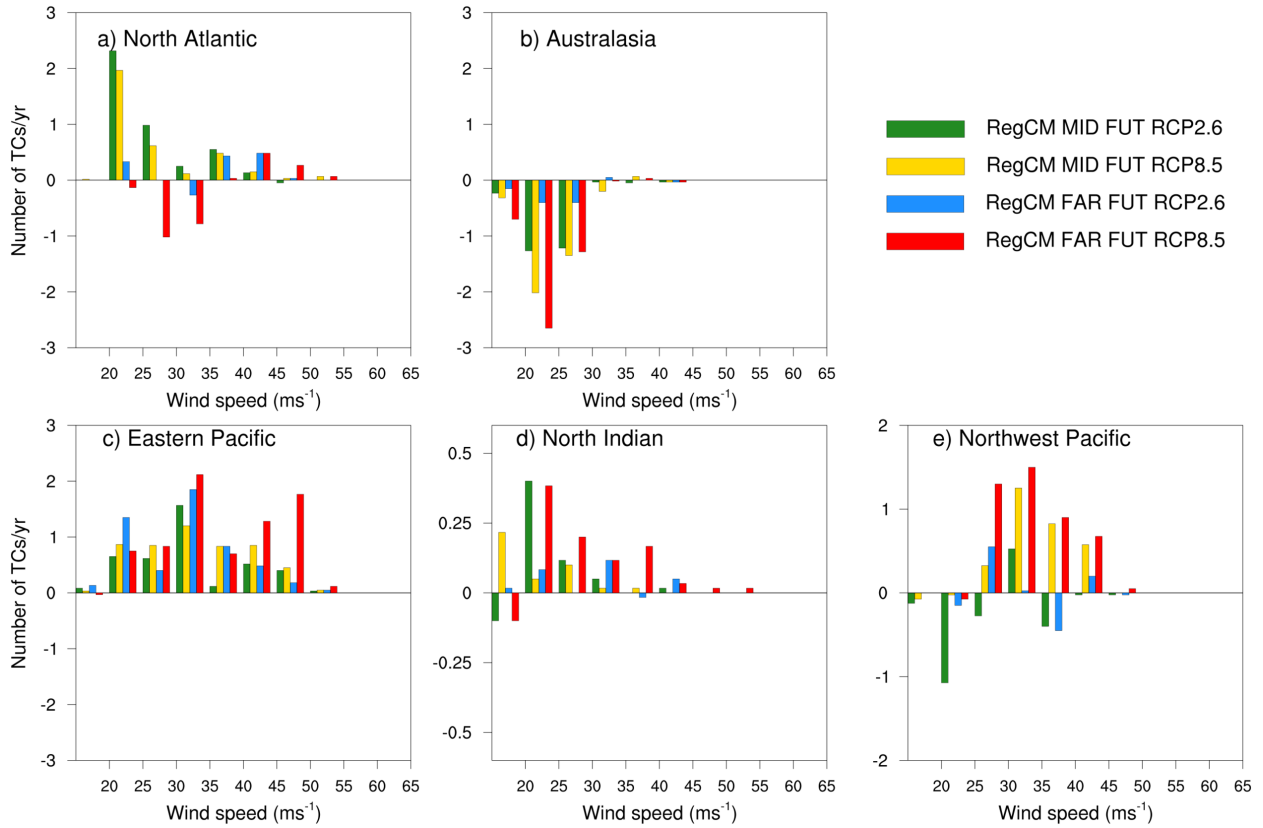 a) North Atlantic
Number of TCs/yr
3
2
1
0
-1
-2
-3
20 25 30 35 40 45 50 55 60 65
Wind speed (ms⁻¹)
b) Australasia
3
2
1
0
-1
-2
-3
20 25 30 35 40 45 50 55 60 65
Wind speed (ms⁻¹)
RegCM MID FUT RCP2.6
RegCM MID FUT RCP8.5
RegCM FAR FUT RCP2.6
RegCM FAR FUT RCP8.5
c) Eastern Pacific
Number of TCs/yr
3
2
1
0
-1
-2
-3
20 25 30 35 40 45 50 55 60 65
Wind speed (ms⁻¹)
d) North Indian
0.5
0.25
0
-0.25
-0.5
20 25 30 35 40 45 50 55 60 65
Wind speed (ms⁻¹)
e) Northwest Pacific
2
1
0
-1
-2
20 25 30 35 40 45 50 55 60 65
Wind speed (ms⁻¹)